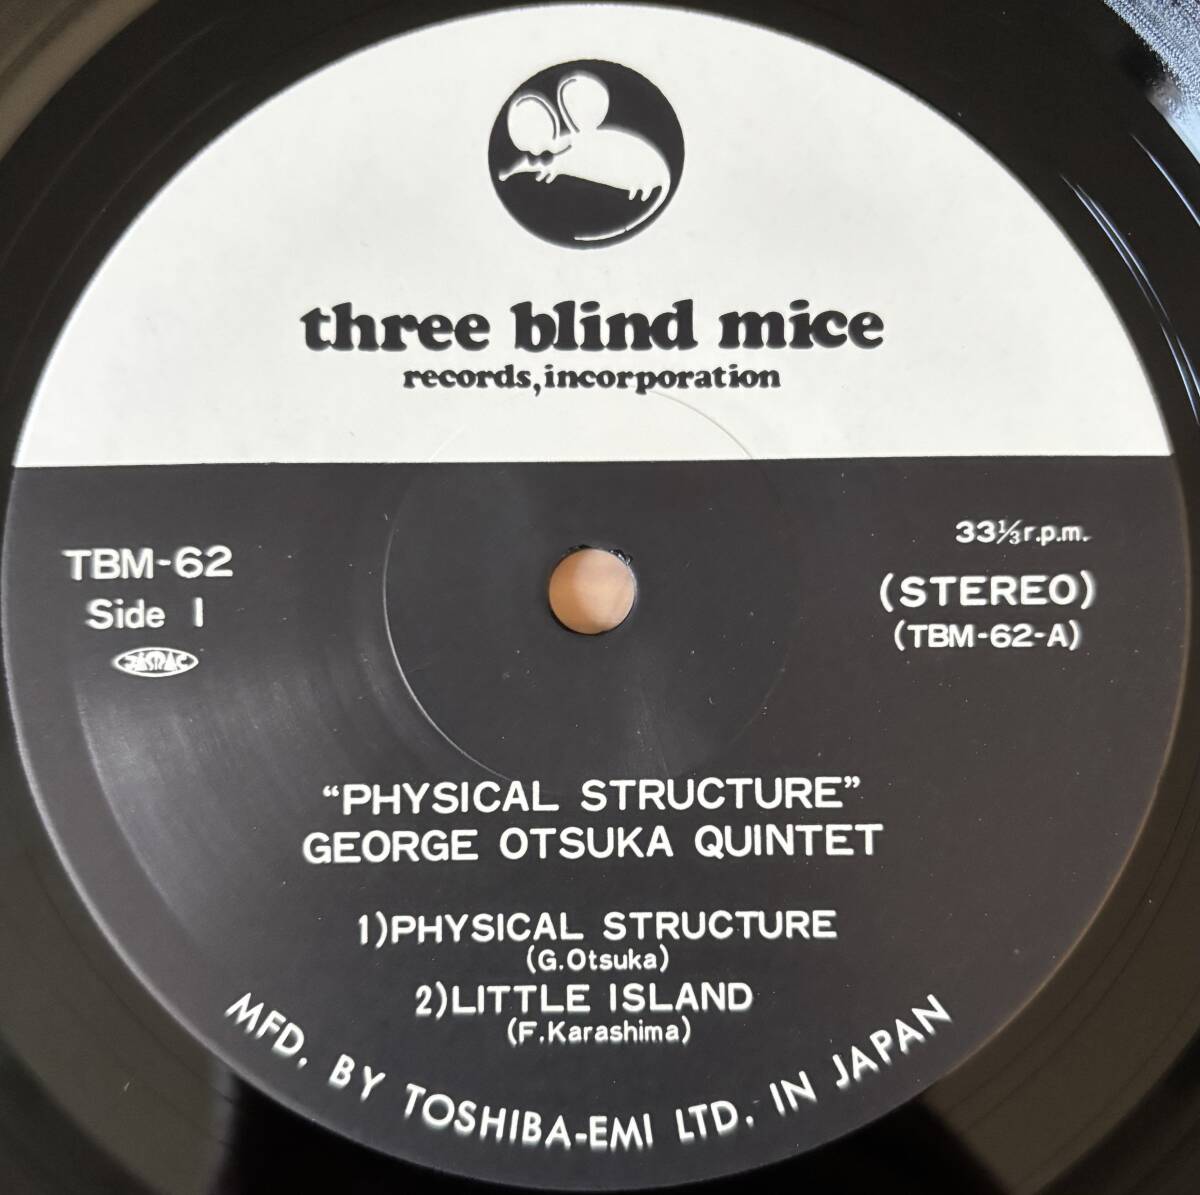 three blind mice
records,incorporation
TBM-62
Side 1
JASRAC
33⅓r.p.m.
(STEREO)
(TBM-62-A)
“PHYSICAL STRUCTURE”
GEORGE OTSUKA QUINTET
1)PHYSICAL STRUCTURE
(G.Otsuka)
2)LITTLE ISLAND
(F.Karashima)
MFD. BY TOSHIBA-EMI LTD. IN JAPAN